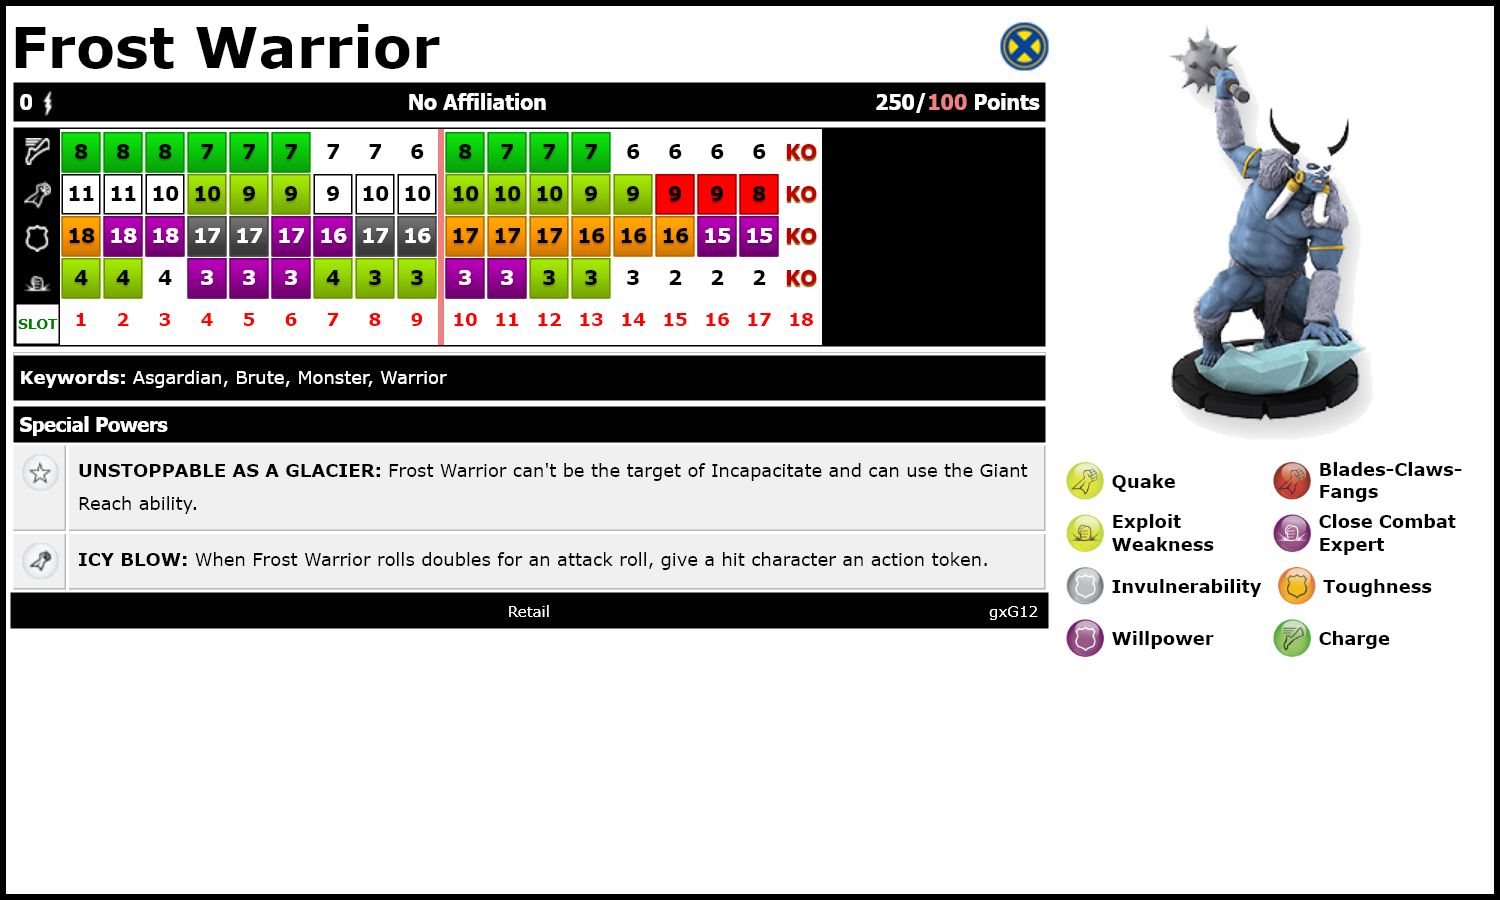 Frost Warrior
0 No Affiliation 250/100 Points
8 8 8 7 7 7 7 7 6 8 7 7 7 6 6 6 6 KO
11 11 10 10 9 9 9 10 10 10 10 10 9 9 9 9 8 KO
18 18 18 17 17 17 16 17 16 17 17 17 16 16 16 15 15 KO
4 4 4 3 3 3 4 3 3 3 3 3 3 3 2 2 2 KO
SLOT 1 2 3 4 5 6 7 8 9 10 11 12 13 14 15 16 17 18
Keywords: Asgardian, Brute, Monster, Warrior
Special Powers
UNSTOPPABLE AS A GLACIER: Frost Warrior can't be the target of Incapacitate and can use the Giant
Reach ability.
ICY BLOW: When Frost Warrior rolls doubles for an attack roll, give a hit character an action token.
Retail gxG12
Quake
Blades-Claws-
Fangs
Exploit
Weakness
Close Combat
Expert
Invulnerability
Toughness
Willpower
Charge